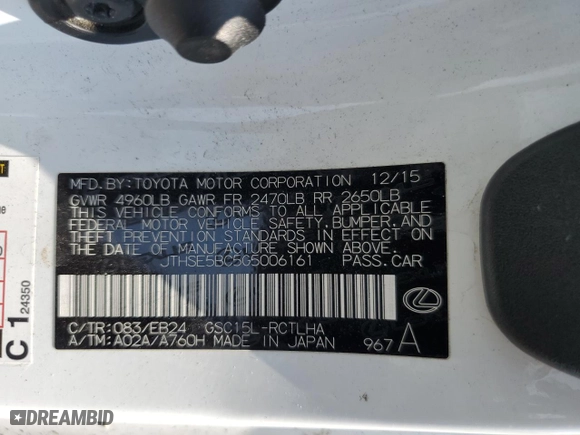 MFD.BY:TOYOTA MOTOR CORPORATION 12/15
GVWR 4960LB GAWR FR 2470LB RR 2650LB
THIS VEHICLE CONFORMS TO ALL APPLICABLE
FEDERAL MOTOR VEHICLE SAFETY, BUMPER, AND
THEFT PREVENTION STANDARDS IN EFFECT ON
THE DATE OF MANUFACTURE SHOWN ABOVE.
JTHSE5BC5G5006161 PASS.CAR
C/TR:083/EB24 GSC15L-RCTLHA
A/TM:A02A/A760H MADE IN JAPAN 967 A
C 1 24350
DREAMBID